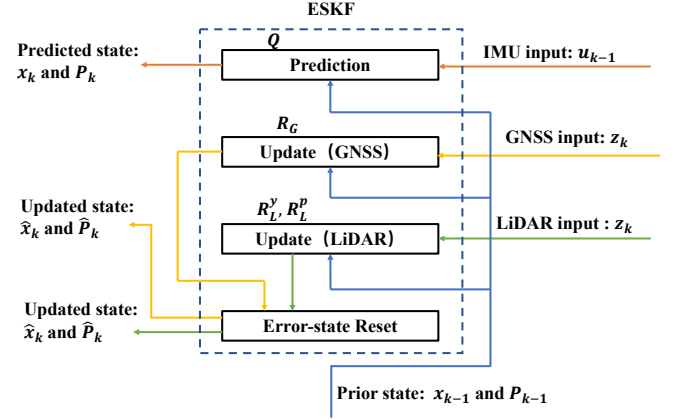 ESKF
Predicted state:
x_k and P_k
Q
Prediction
IMU input: u_{k-1}
R_G
Update（GNSS）
GNSS input: z_k
Updated state:
x̂_k and P̂_k
R_L^y, R_L^p
Update（LiDAR）
LiDAR input : z_k
Updated state:
x̂_k and P̂_k
Error-state Reset
Prior state: x_{k-1} and P_{k-1}